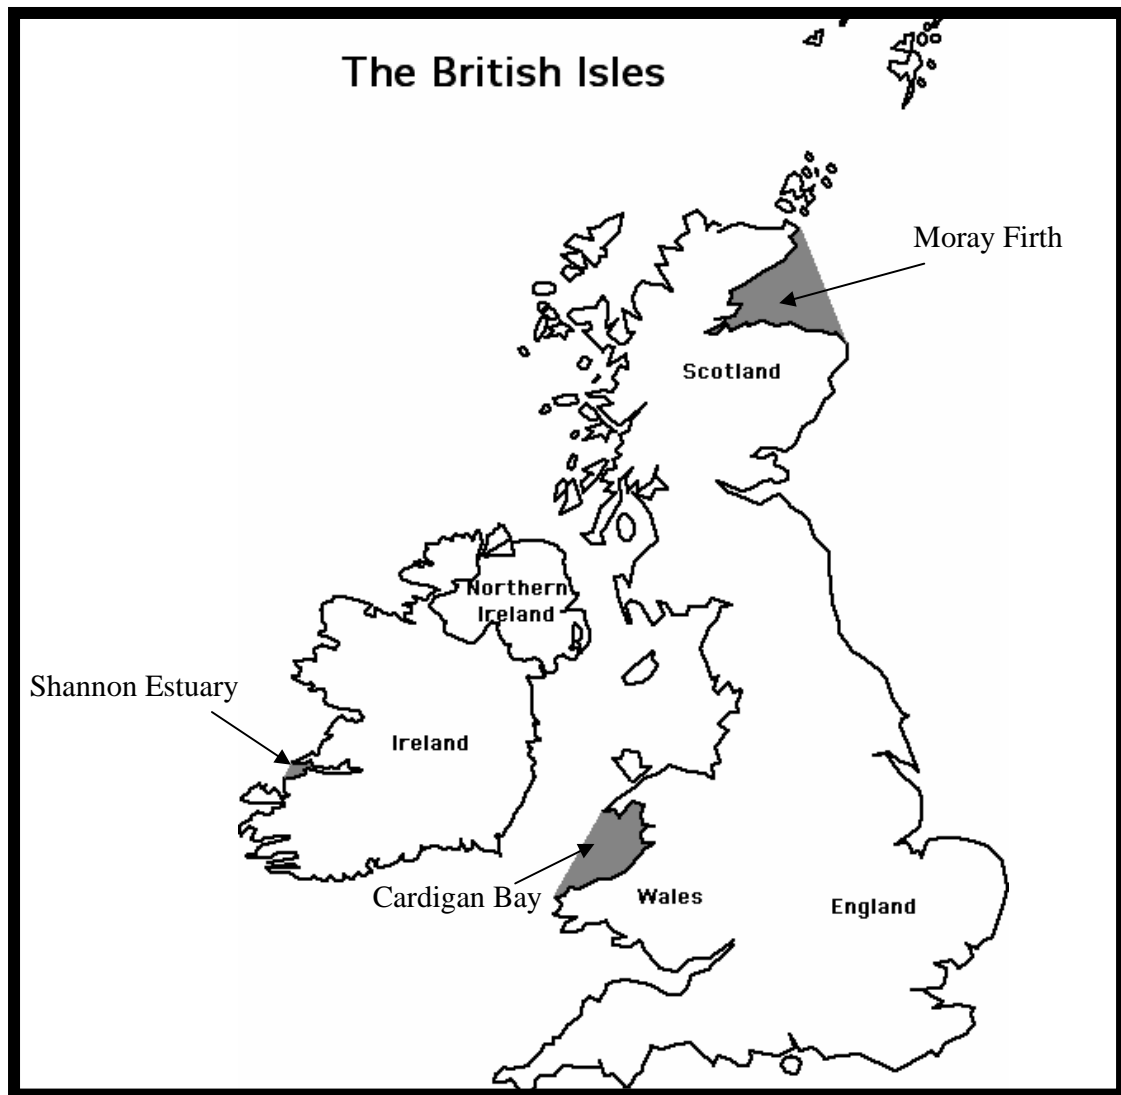 The British Isles
Moray Firth
Scotland
Northern
Ireland
Shannon Estuary
Ireland
Cardigan Bay
Wales
England